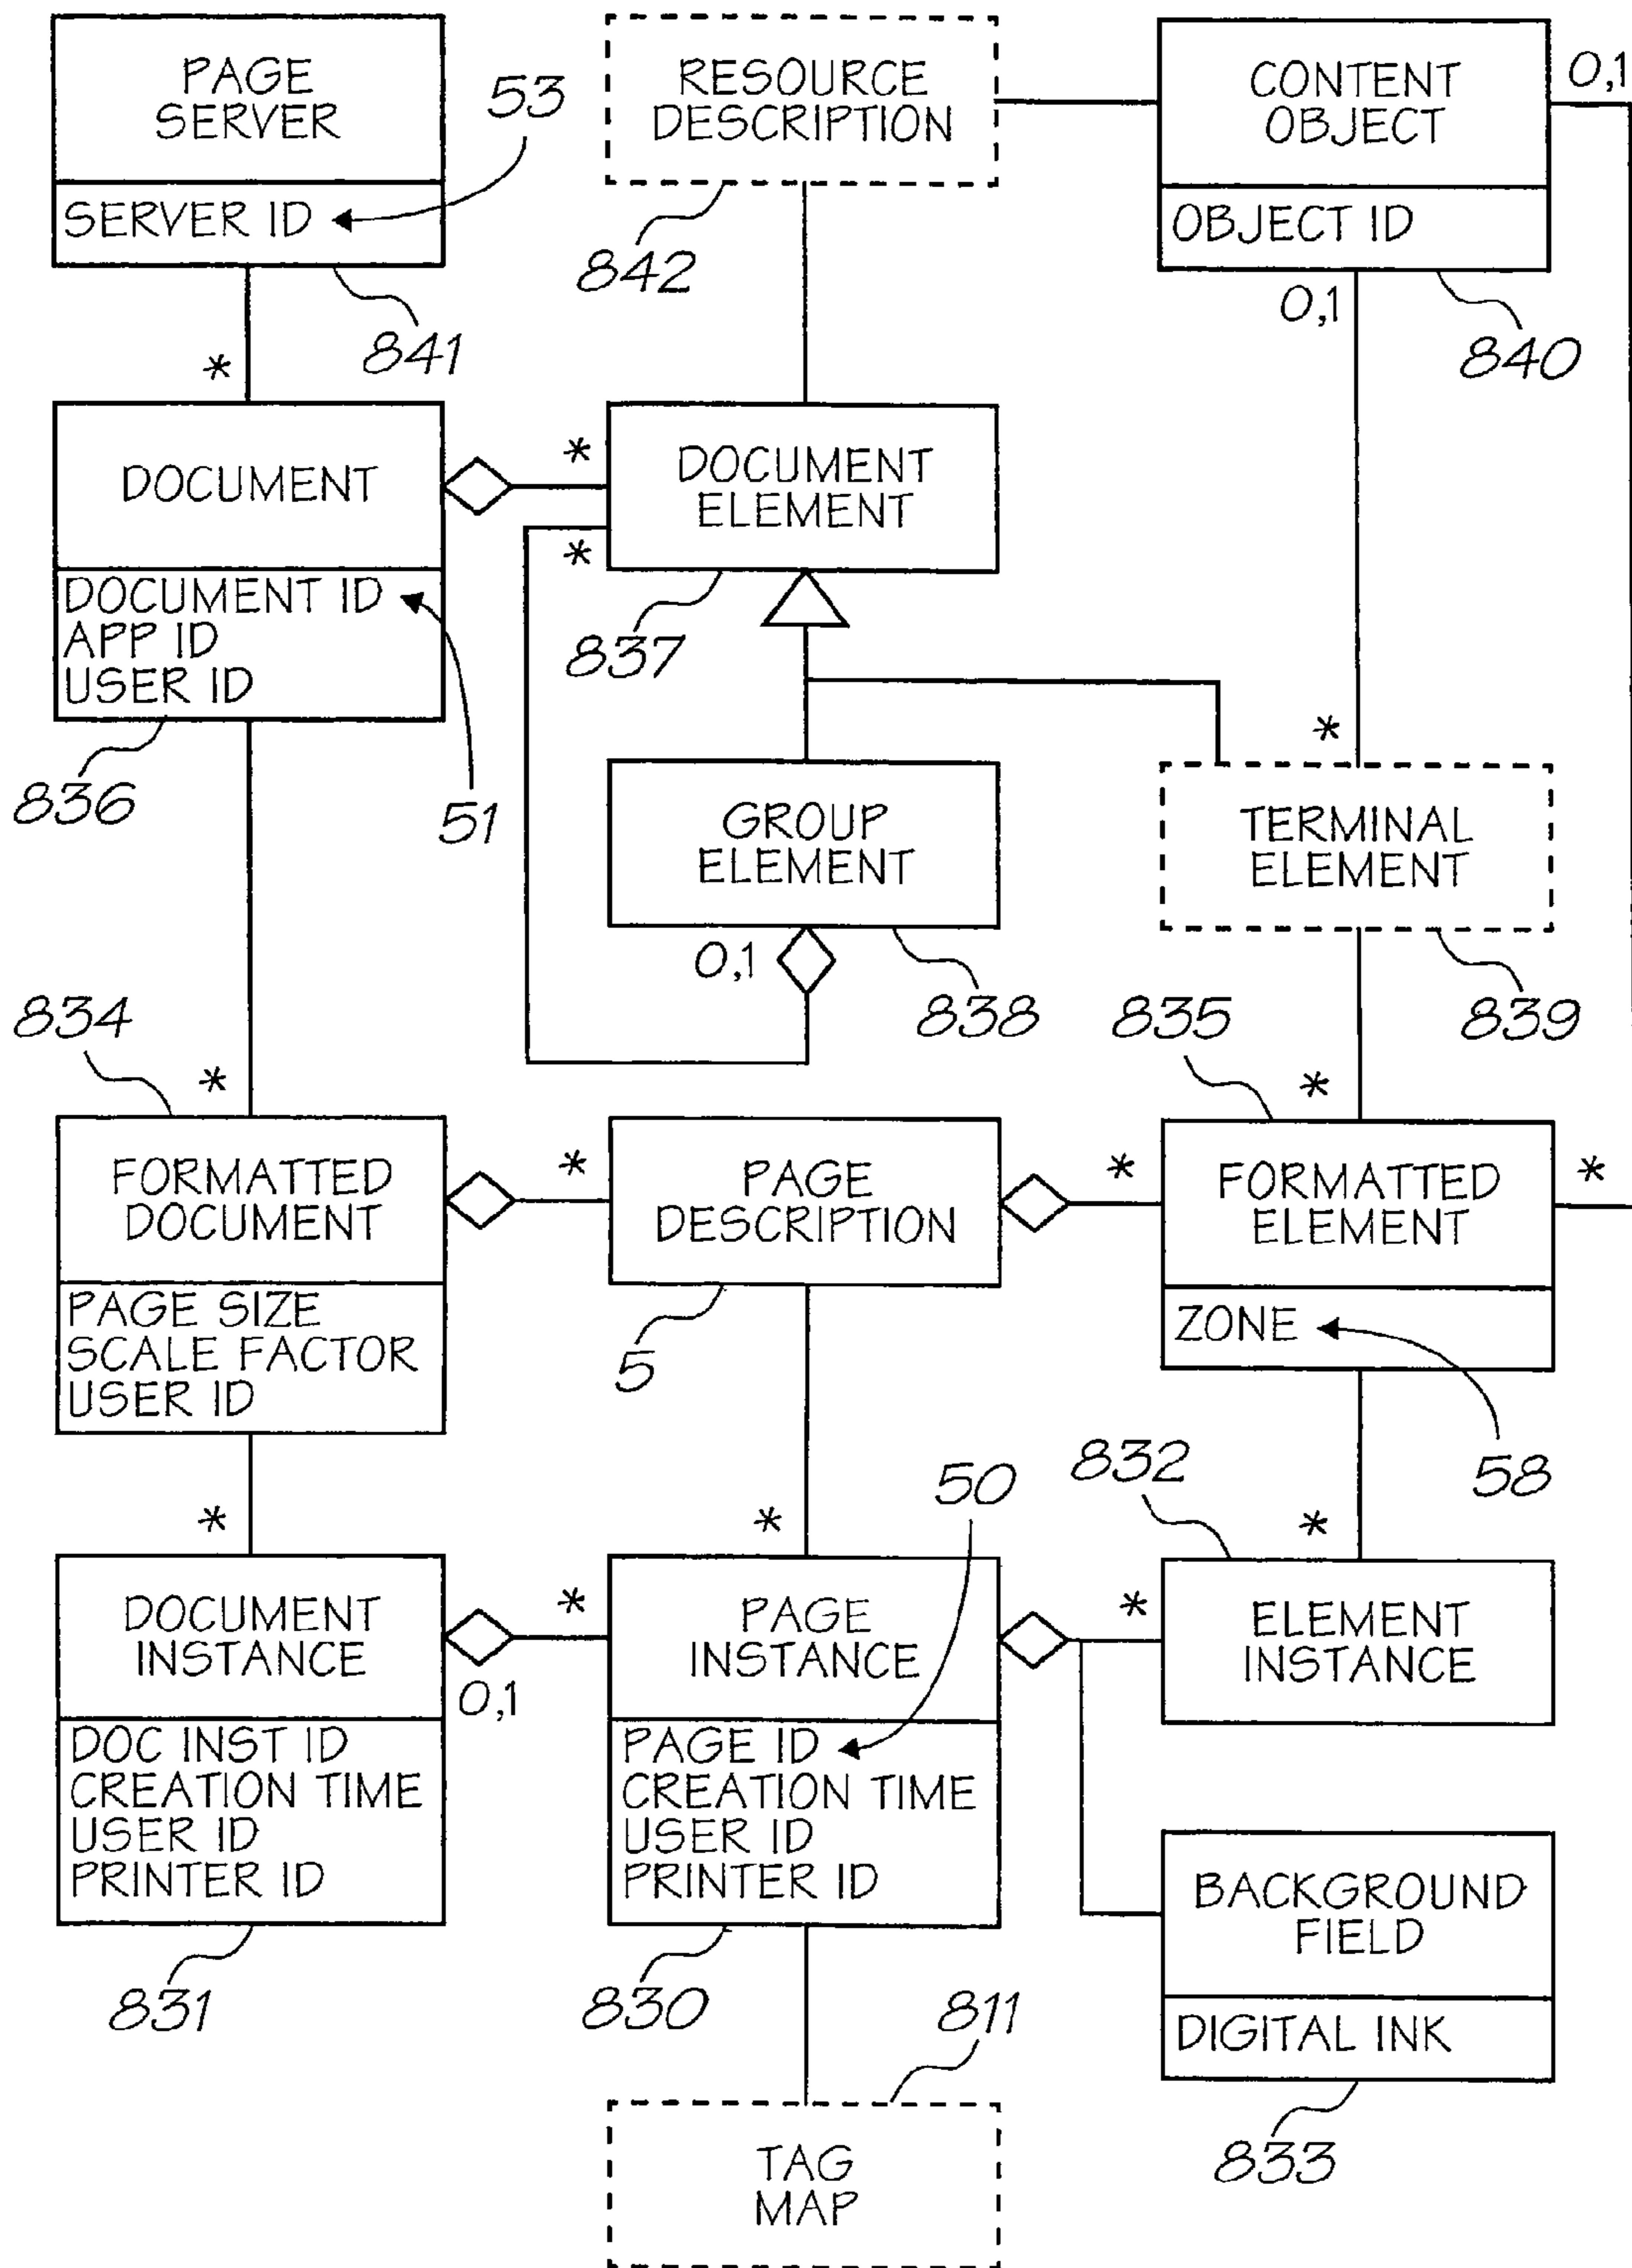 PAGE
SERVER
SERVER ID
53
841
RESOURCE
DESCRIPTION
842
CONTENT
OBJECT
OBJECT ID
0,1
0,1
840
*
DOCUMENT
DOCUMENT ID
APP ID
USER ID
836
51
*
*
DOCUMENT
ELEMENT
837
GROUP
ELEMENT
0,1
838
*
TERMINAL
ELEMENT
839
834
*
FORMATTED
DOCUMENT
PAGE SIZE
SCALE FACTOR
USER ID
*
PAGE
DESCRIPTION
5
835
*
*
FORMATTED
ELEMENT
*
ZONE
58
*
DOCUMENT
INSTANCE
0,1
DOC INST ID
CREATION TIME
USER ID
PRINTER ID
831
*
*
50
PAGE
INSTANCE
PAGE ID
CREATION TIME
USER ID
PRINTER ID
830
832
*
*
ELEMENT
INSTANCE
BACKGROUND
FIELD
DIGITAL INK
833
811
TAG
MAP